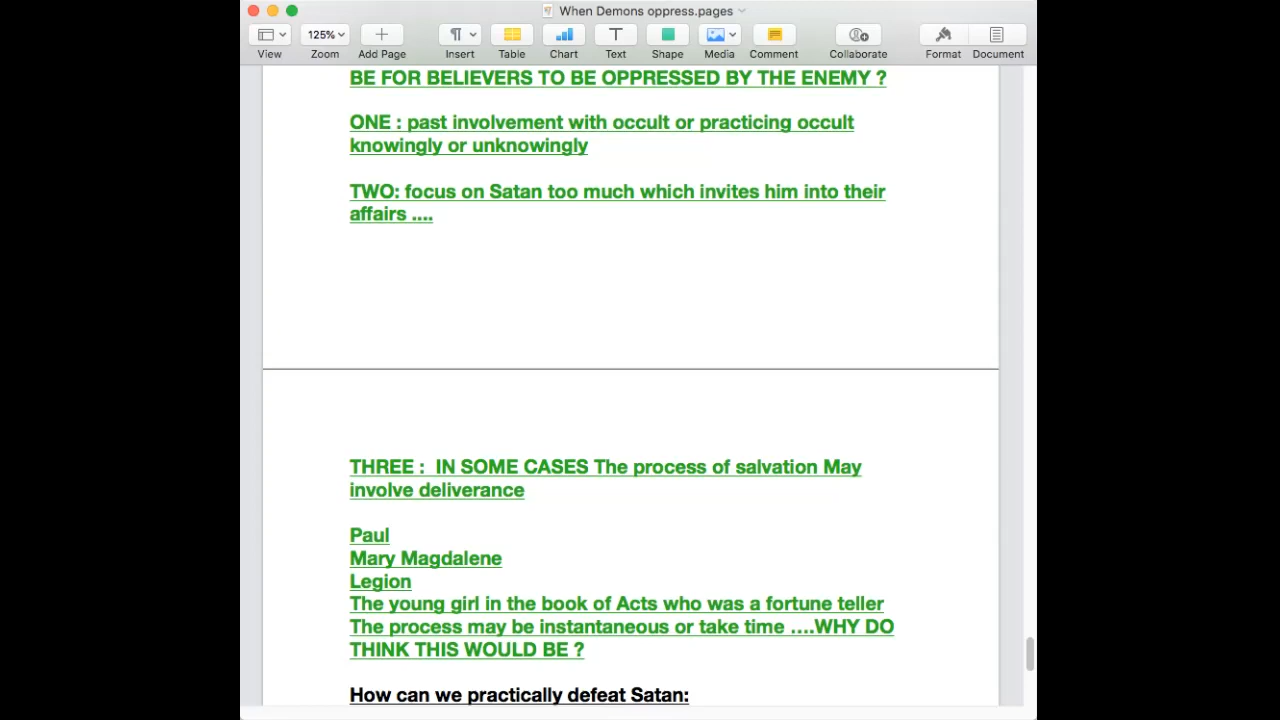 When Demons oppress.pages
125%
View
Zoom
Add Page
Insert
Table
Chart
Text
Shape
Media
Comment
Collaborate
Format
Document
BE FOR BELIEVERS TO BE OPPRESSED BY THE ENEMY ?
ONE : past involvement with occult or practicing occult
knowingly or unknowingly
TWO: focus on Satan too much which invites him into their
affairs ....
THREE :  IN SOME CASES The process of salvation May
involve deliverance
Paul
Mary Magdalene
Legion
The young girl in the book of Acts who was a fortune teller
The process may be instantaneous or take time ....WHY DO
THINK THIS WOULD BE ?
How can we practically defeat Satan: